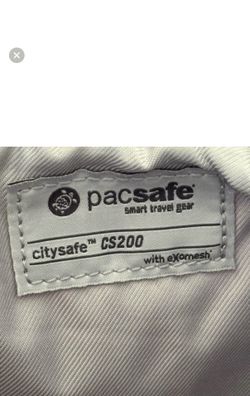 pacsafe®
smart travel gear
citysafe™ CS200
with eXomesh®